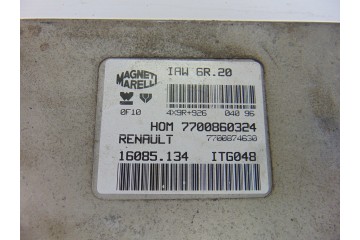 MAGNETI MARELLI
IAW 6R.20
0F10 4X9R+926 040 96
HOM 7700860324
RENAULT 7700874630
16085.134 ITG048